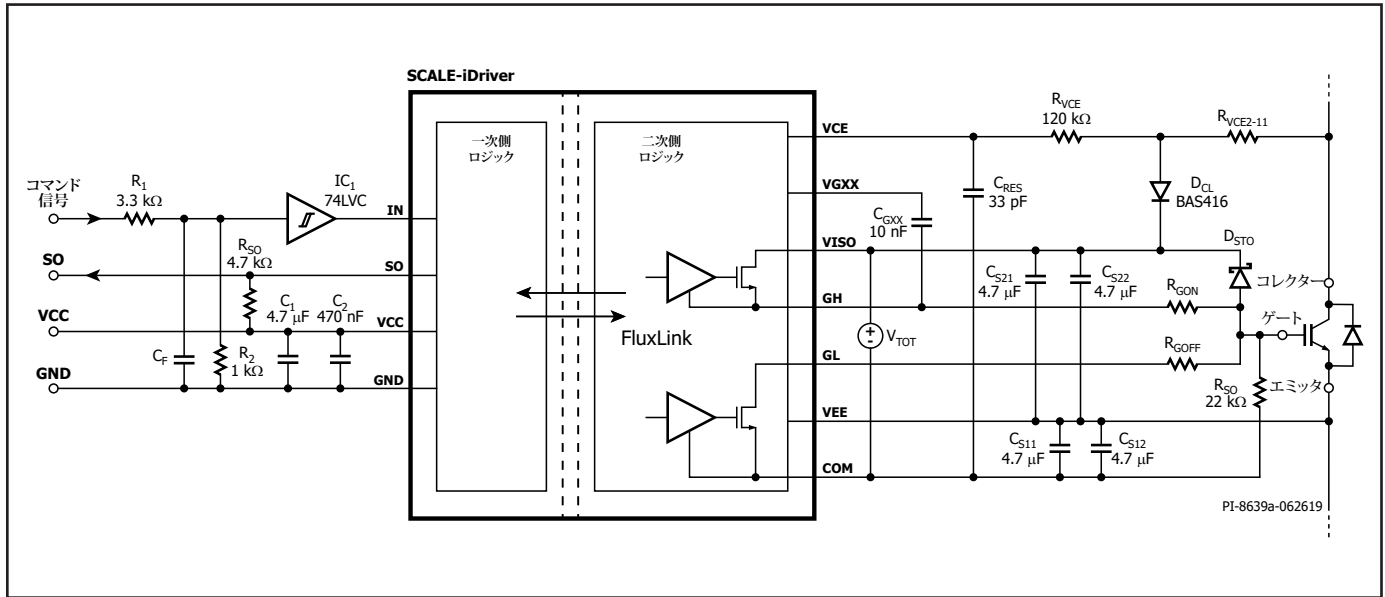 SCALE-iDriver
一次側
ロジック
二次側
ロジック
FluxLink
コマンド
信号
R1
3.3 kΩ
IC1
74LVC
IN
SO
RSO
4.7 kΩ
SO
VCC
C1
4.7 μF
C2
470 nF
VCC
GND
CF
R2
1 kΩ
GND
VCE
RVCE
120 kΩ
RVCE2-11
VGXX
CRES
33 pF
DCL
BAS416
CGXX
10 nF
VISO
DSTO
CS21
4.7 μF
CS22
4.7 μF
コレクター
GH
RGON
ゲート
VTOT
GL
RGOFF
RSO
22 kΩ
エミッタ
VEE
CS11
4.7 μF
CS12
4.7 μF
COM
PI-8639a-062619